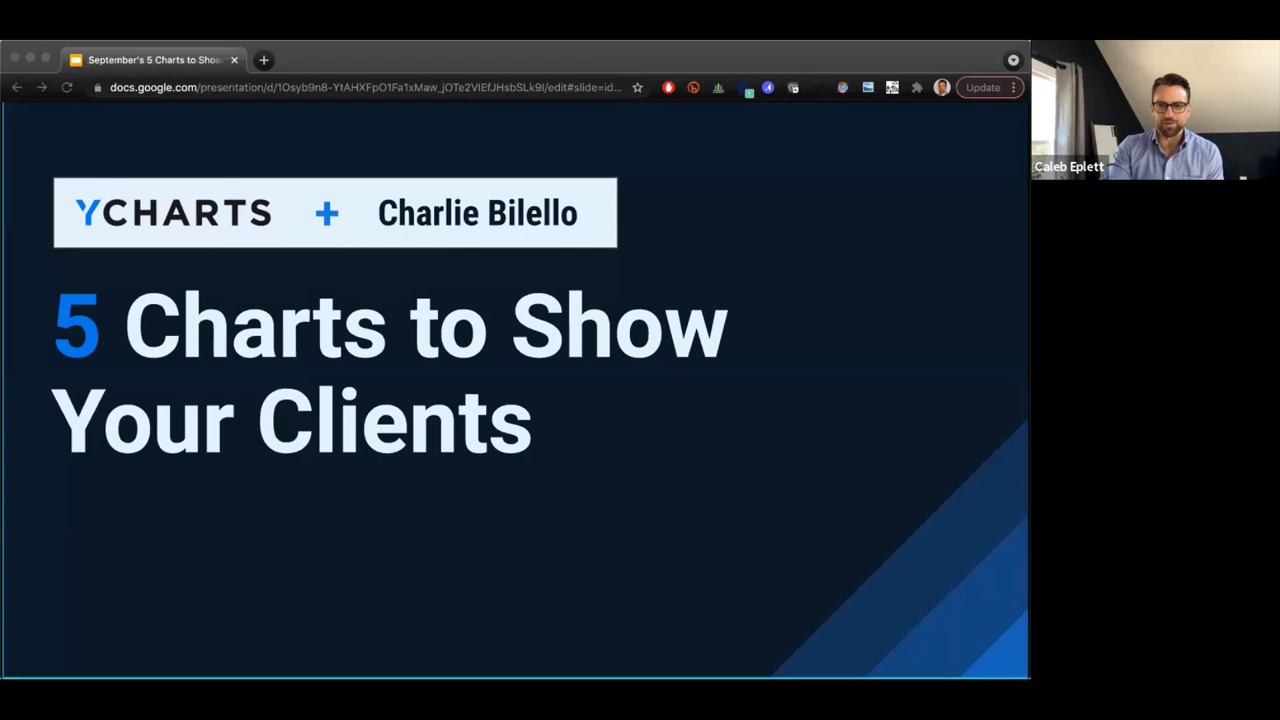 September's 5 Charts to Show
docs.google.com/presentation/d/1Osyb9n8-YtAHXFpO1Fa1xMaw_jOTe2VIEfJHsbSLk9I/edit#slide=id...
Update
Caleb Eplett
YCHARTS + Charlie Bilello
5 Charts to Show
Your Clients